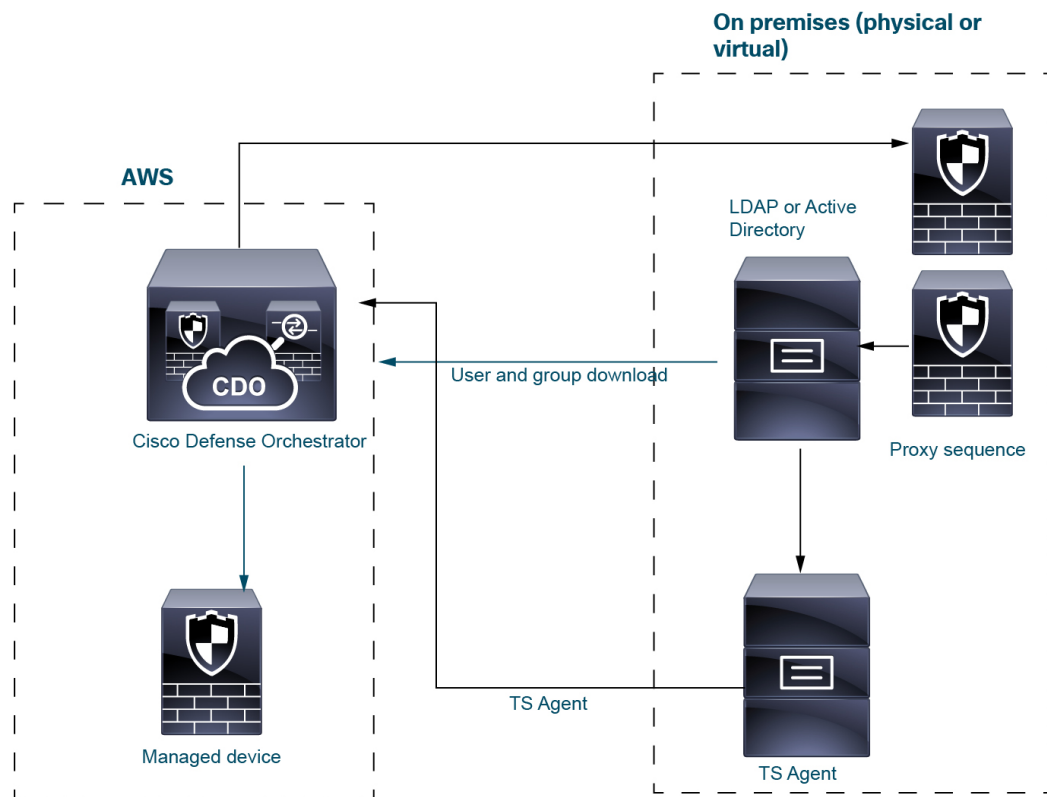 On premises (physical or
virtual)
AWS
LDAP or Active
Directory
CDO
User and group download
Cisco Defense Orchestrator
Proxy sequence
TS Agent
Managed device
TS Agent